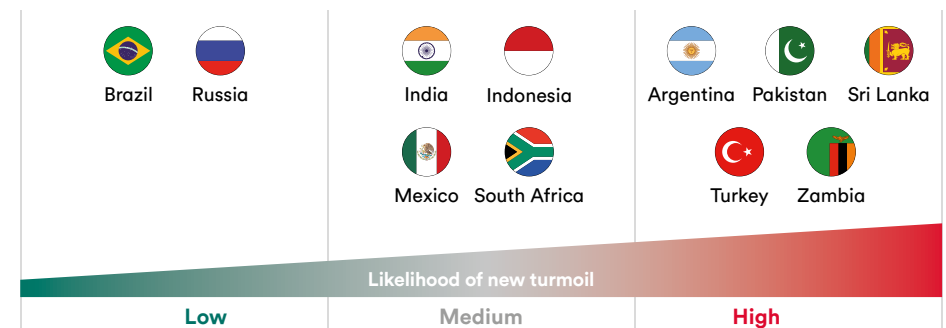 Brazil Russia India Indonesia Argentina Pakistan Sri Lanka
Mexico South Africa Turkey Zambia
Likelihood of new turmoil
Low Medium High